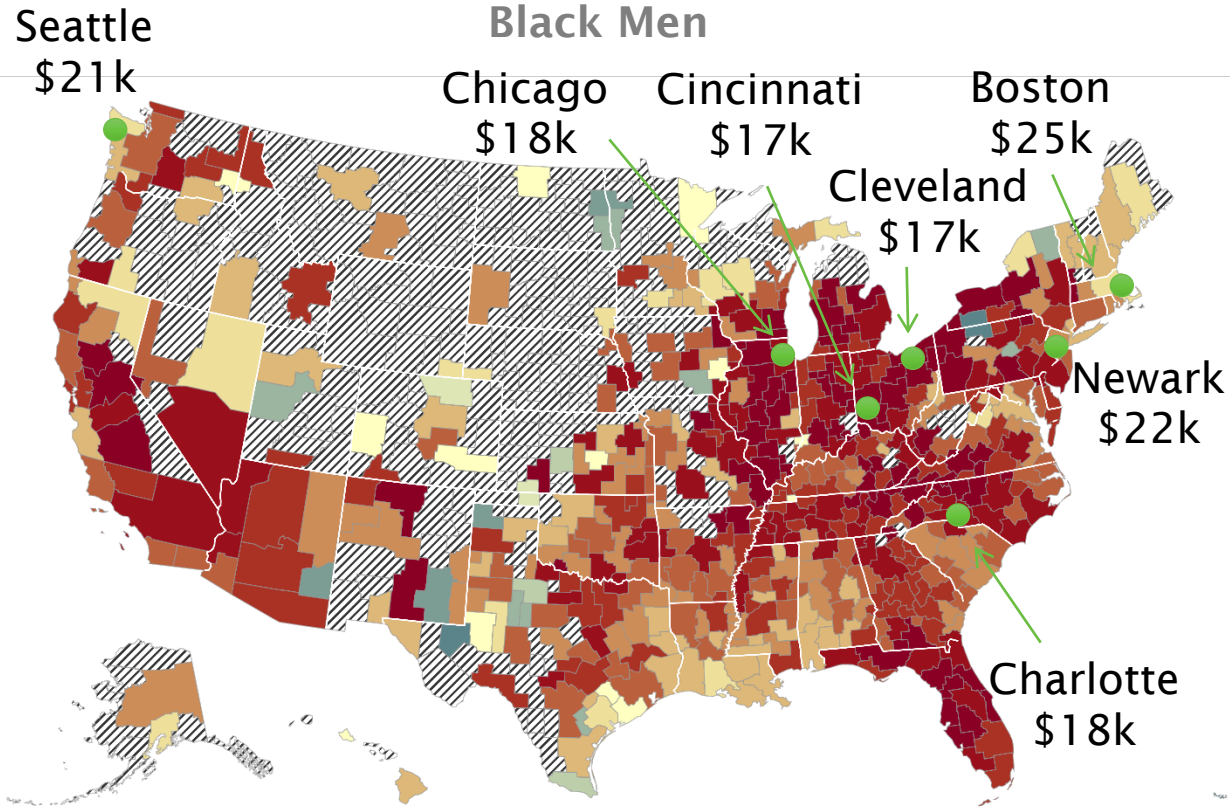 Black Men
Seattle
$21k
Chicago
$18k
Cincinnati
$17k
Boston
$25k
Cleveland
$17k
Newark
$22k
Charlotte
$18k